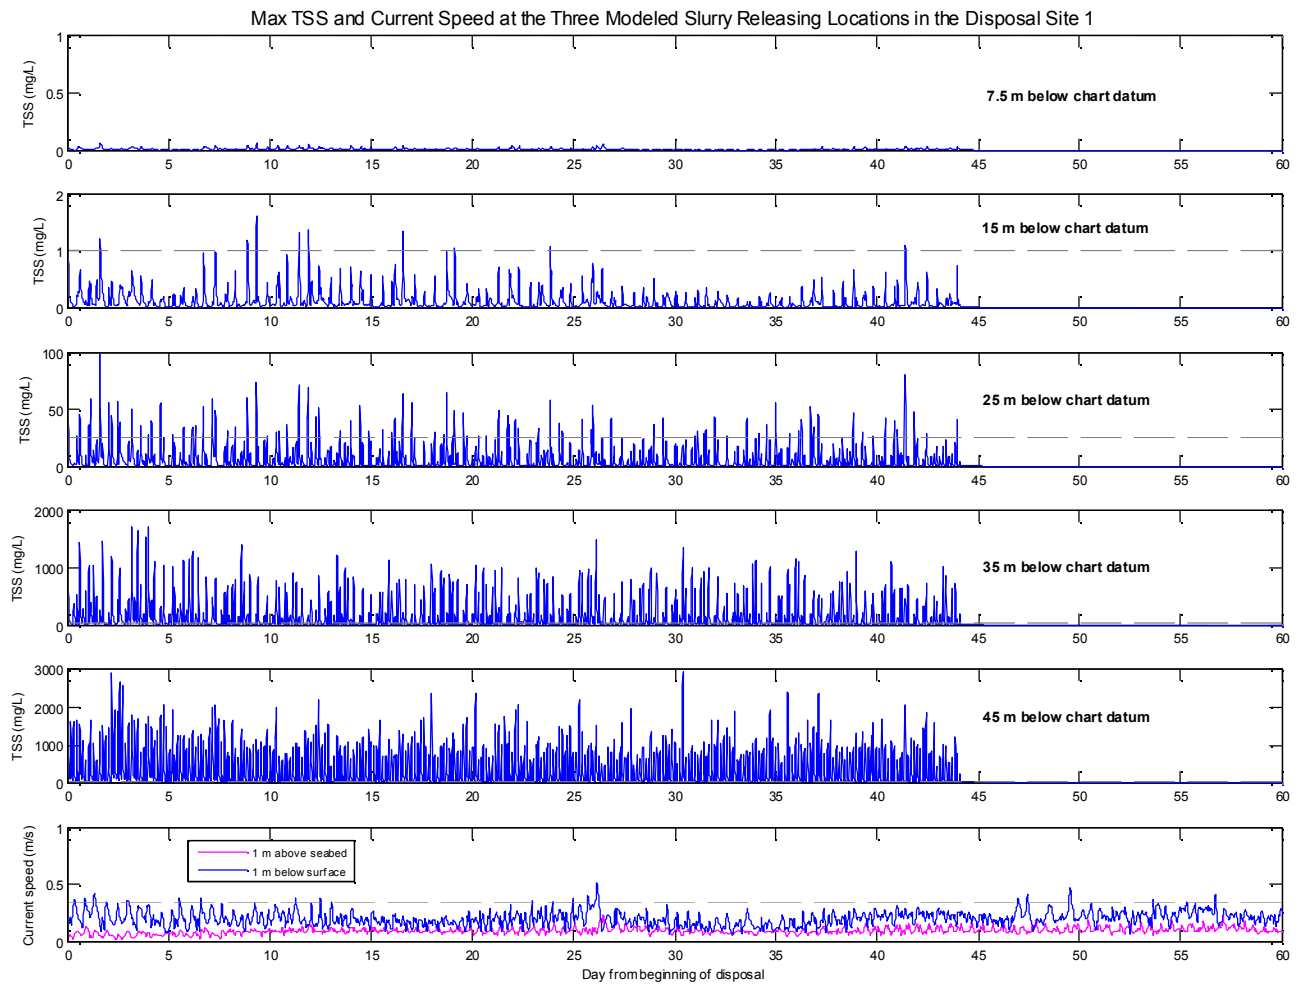 Max TSS and Current Speed at the Three Modeled Slurry Releasing Locations in the Disposal Site 1
1
0.5
0
TSS (mg/L)
7.5 m below chart datum
0 5 10 15 20 25 30 35 40 45 50 55 60
2
1
0
TSS (mg/L)
15 m below chart datum
0 5 10 15 20 25 30 35 40 45 50 55 60
100
50
0
TSS (mg/L)
25 m below chart datum
0 5 10 15 20 25 30 35 40 45 50 55 60
2000
1000
0
TSS (mg/L)
35 m below chart datum
0 5 10 15 20 25 30 35 40 45 50 55 60
3000
2000
1000
0
TSS (mg/L)
45 m below chart datum
0 5 10 15 20 25 30 35 40 45 50 55 60
1
0.5
0
Current speed (m/s)
1 m above seabed
1 m below surface
0 5 10 15 20 25 30 35 40 45 50 55 60
Day from beginning of disposal